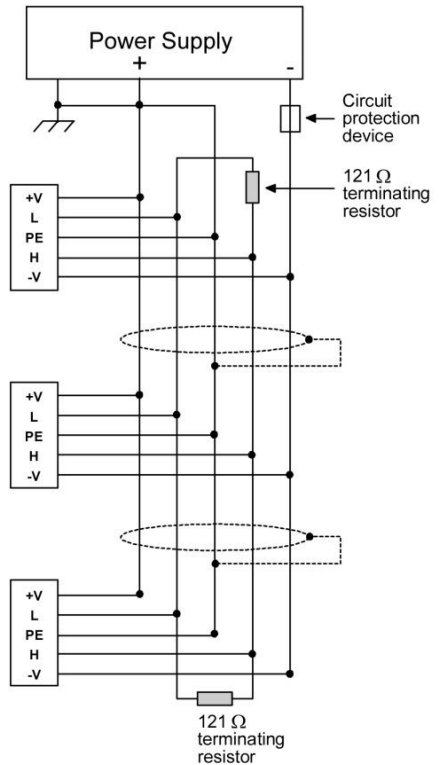 Power Supply
+
-
Circuit
protection
device
121 Ω
terminating
resistor
+V
L
PE
H
-V
+V
L
PE
H
-V
+V
L
PE
H
-V
121 Ω
terminating
resistor